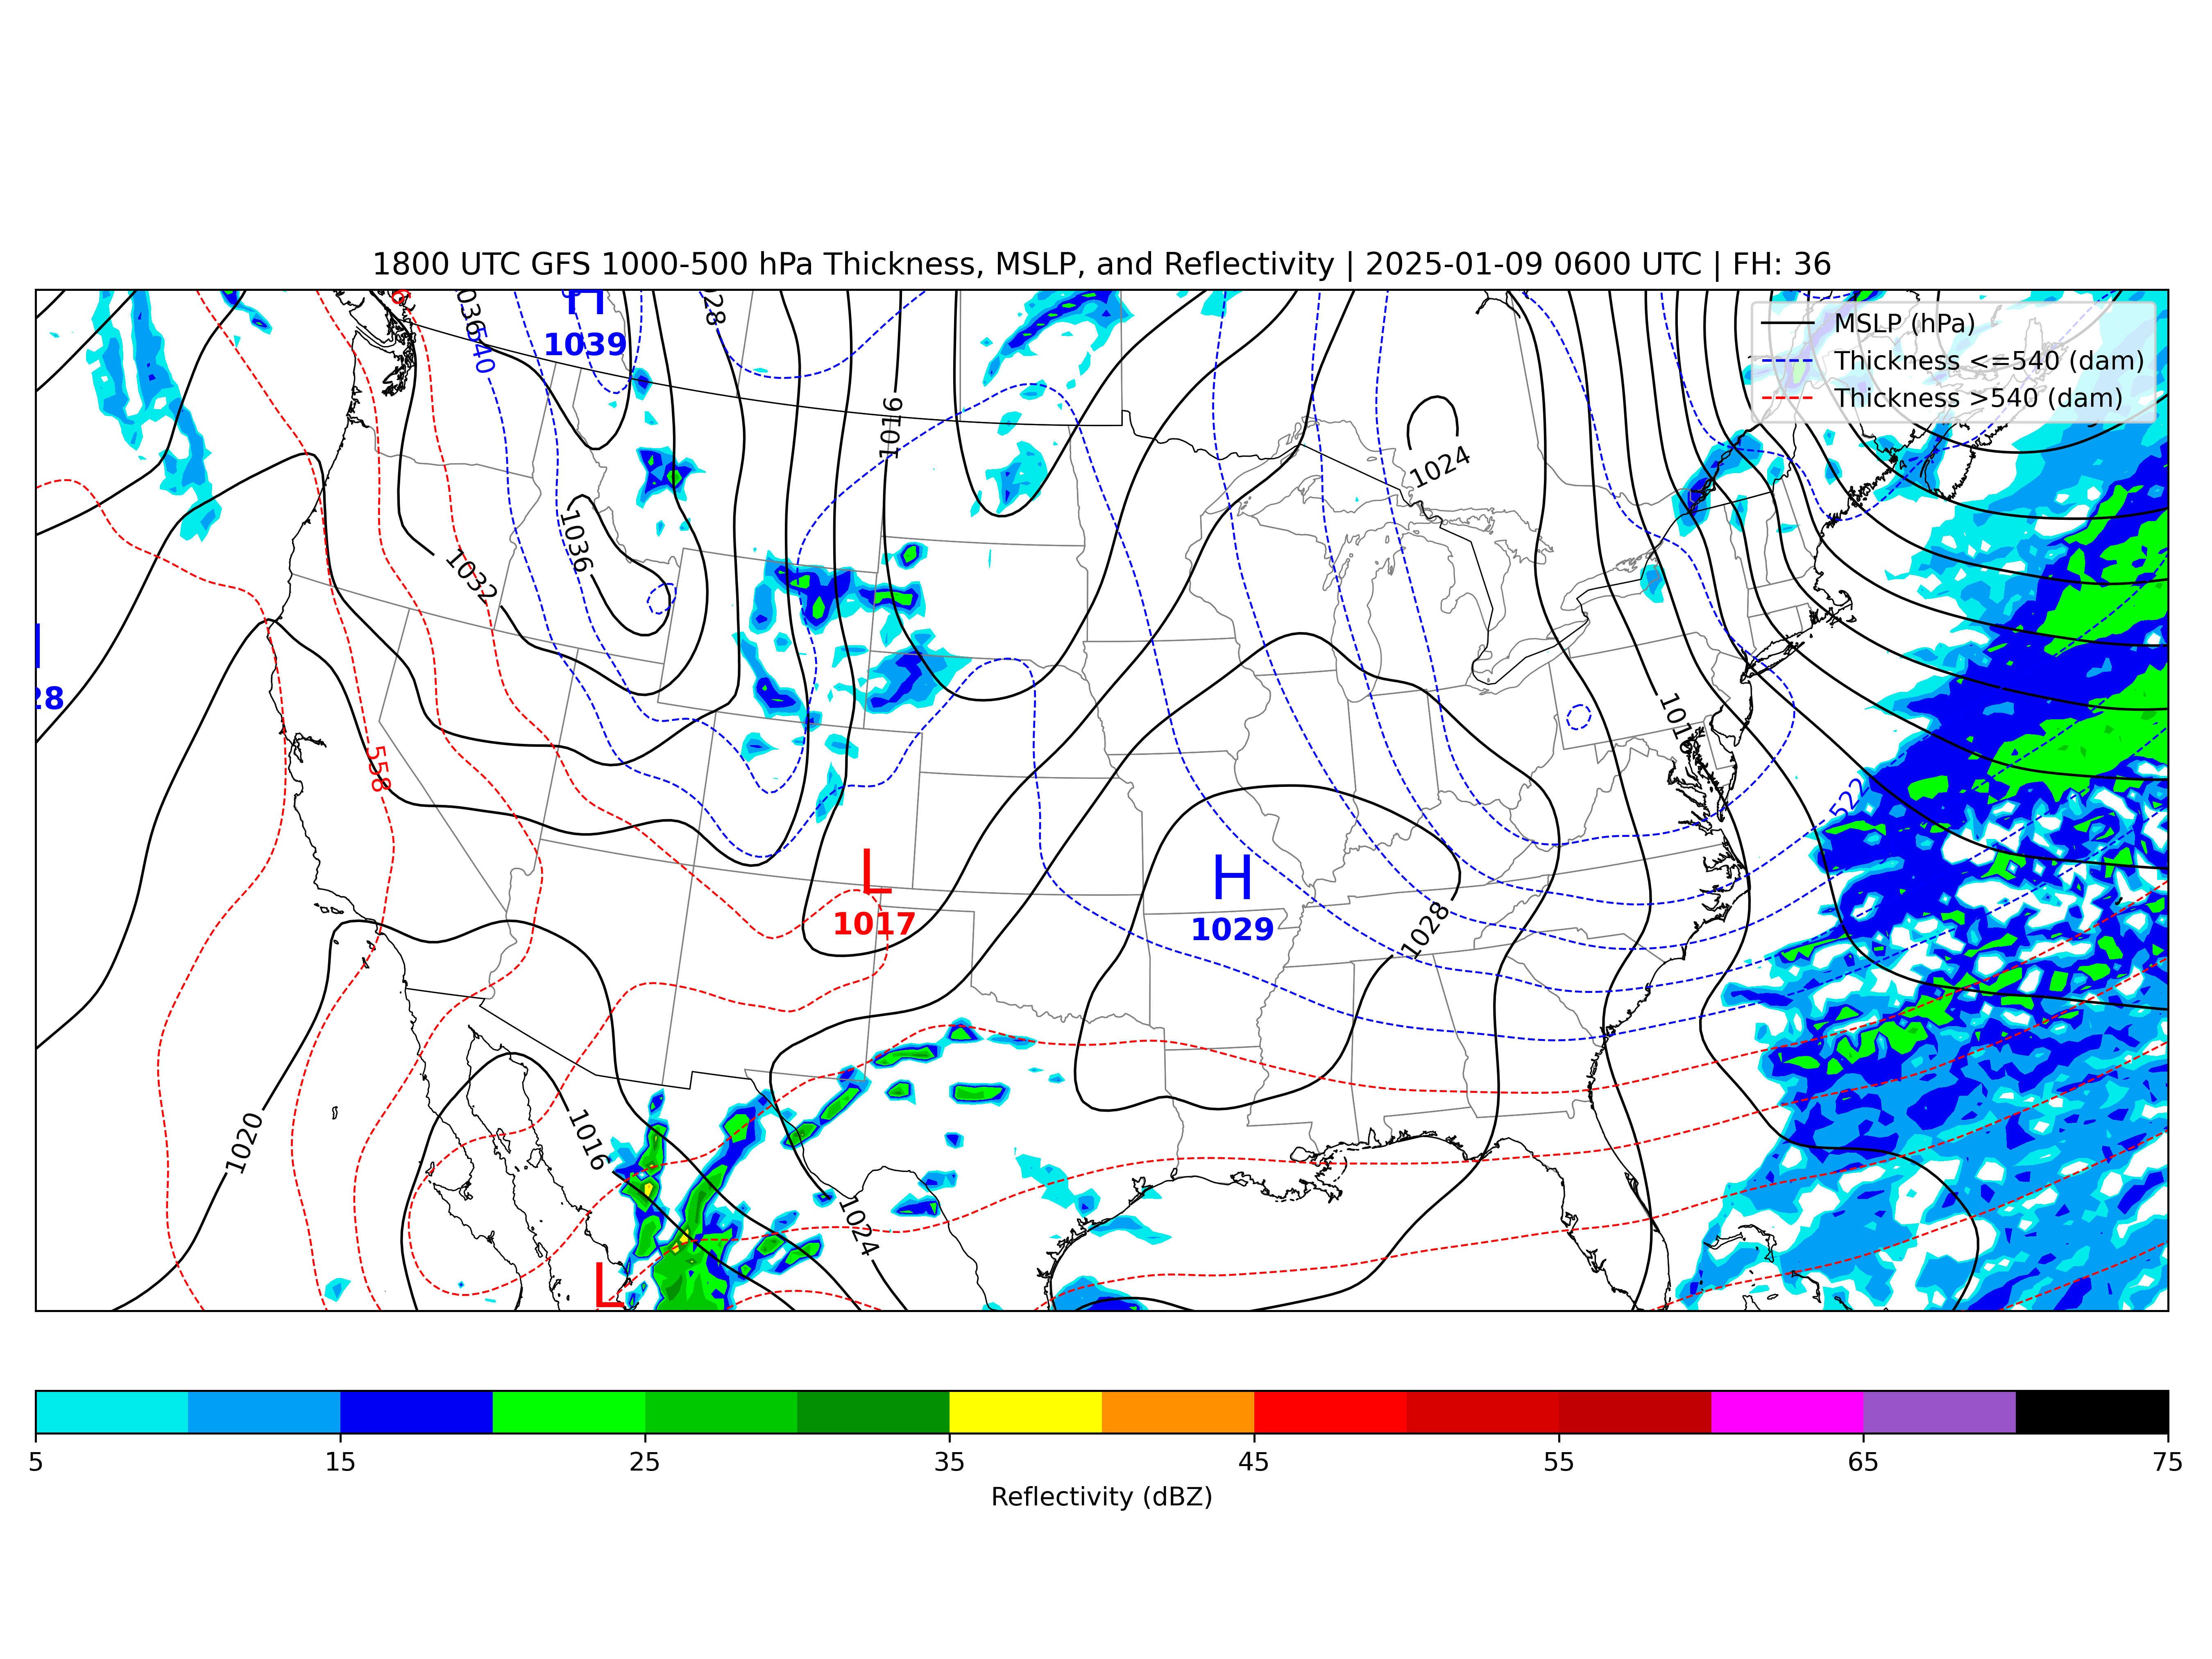 1800 UTC GFS 1000-500 hPa Thickness, MSLP, and Reflectivity | 2025-01-09 0600 UTC | FH: 36
MSLP (hPa)
Thickness <=540 (dam)
Thickness >540 (dam)
H
1039
1036
540
28
1016
1024
1036
1032
28
1016
558
522
L
1017
H
1029
1028
1020
1016
1024
L
5 15 25 35 45 55 65 75
Reflectivity (dBZ)